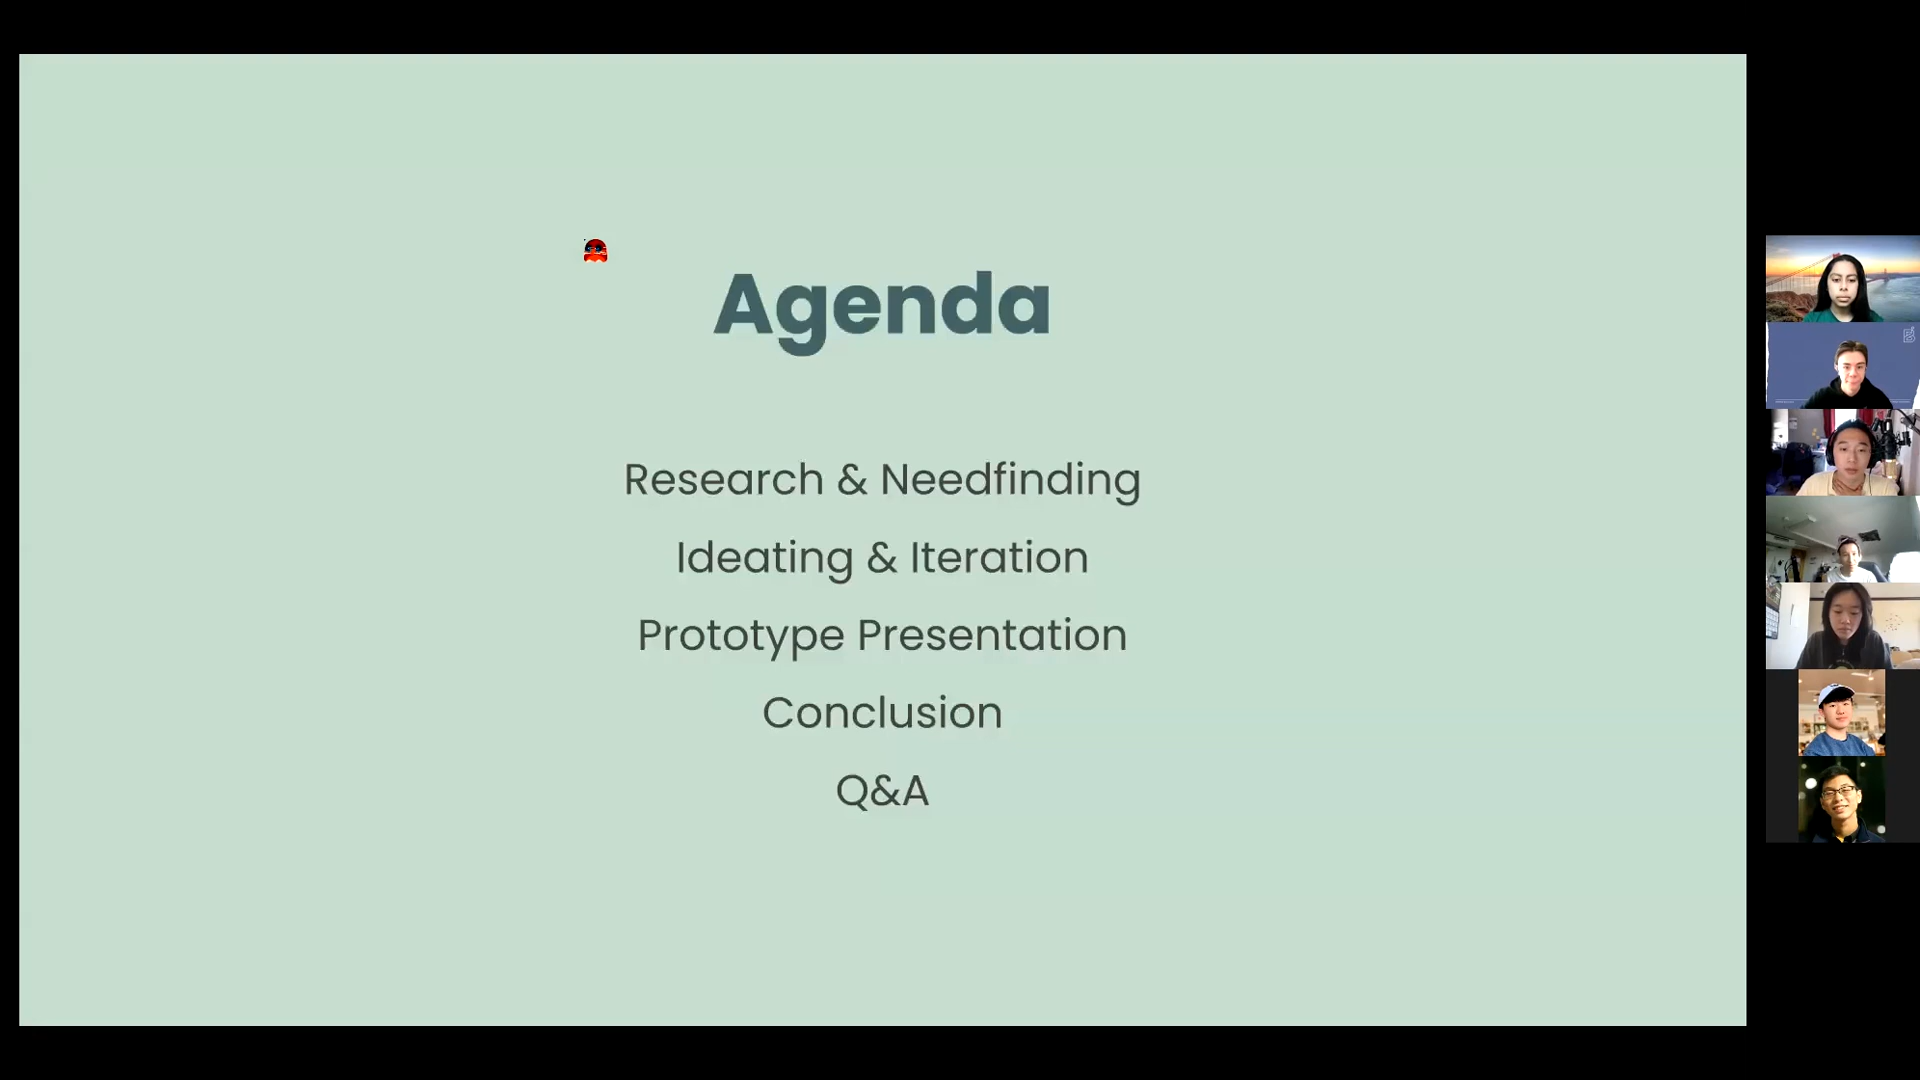 Agenda
Research & Needfinding
Ideating & Iteration
Prototype Presentation
Conclusion
Q&A